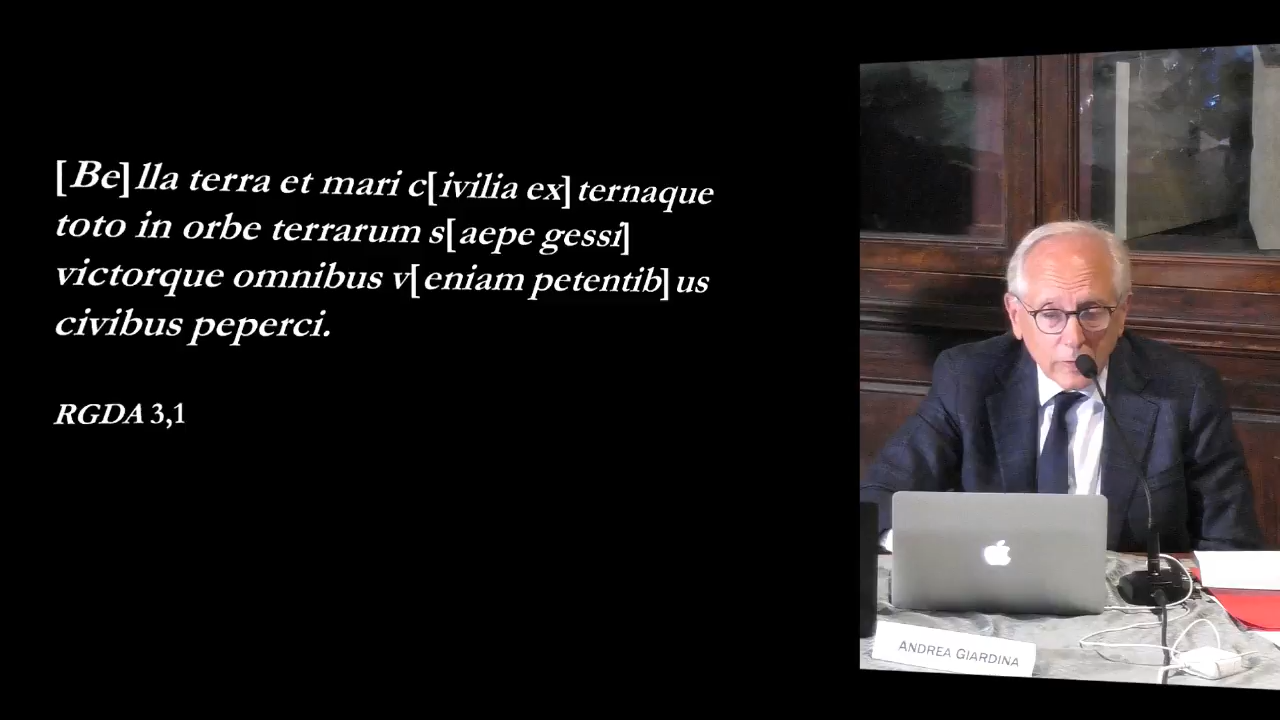 [Be]lla terra et mari c[ivilia ex]ternaque
toto in orbe terrarum s[aepe gessi]
victorque omnibus v[eniam petentib]us
civibus peperci.
RGDA 3,1
ANDREA GIARDINA